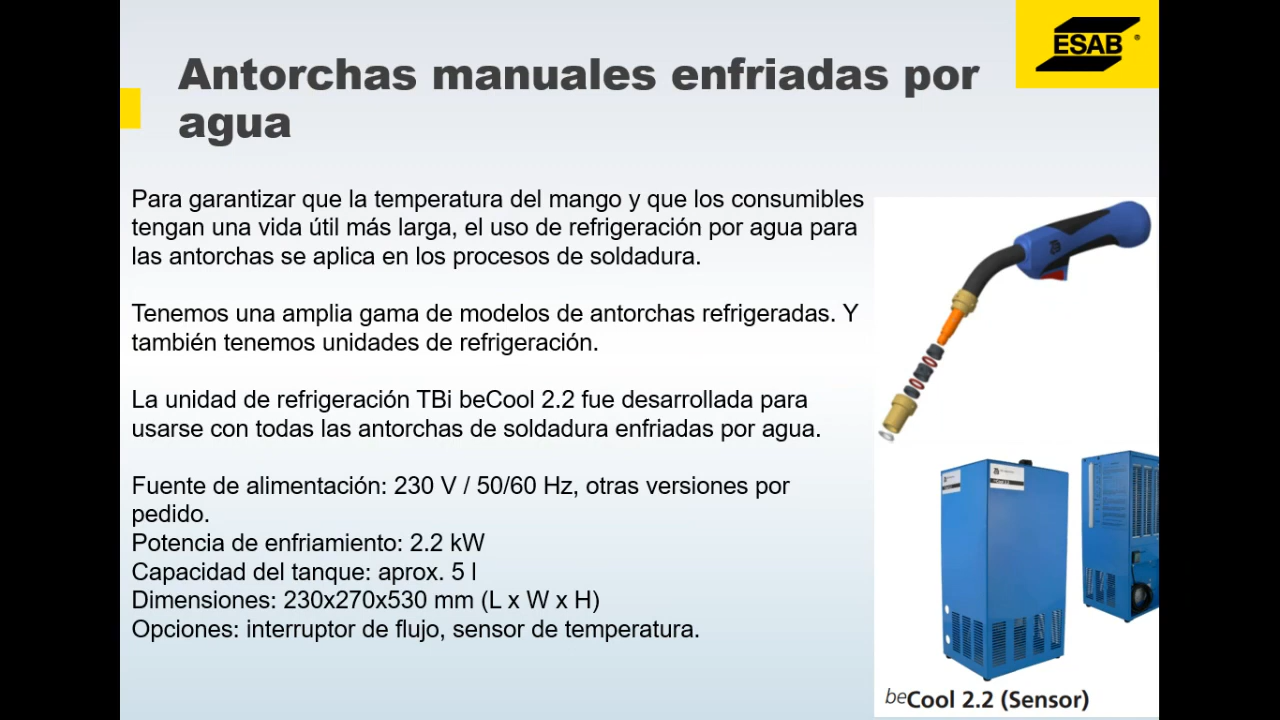 ESAB
Antorchas manuales enfriadas por
agua
Para garantizar que la temperatura del mango y que los consumibles
tengan una vida útil más larga, el uso de refrigeración por agua para
las antorchas se aplica en los procesos de soldadura.
Tenemos una amplia gama de modelos de antorchas refrigeradas. Y
también tenemos unidades de refrigeración.
La unidad de refrigeración TBi beCool 2.2 fue desarrollada para
usarse con todas las antorchas de soldadura enfriadas por agua.
Fuente de alimentación: 230 V / 50/60 Hz, otras versiones por
pedido.
Potencia de enfriamiento: 2.2 kW
Capacidad del tanque: aprox. 5 l
Dimensiones: 230x270x530 mm (L x W x H)
Opciones: interruptor de flujo, sensor de temperatura.
beCool 2.2 (Sensor)